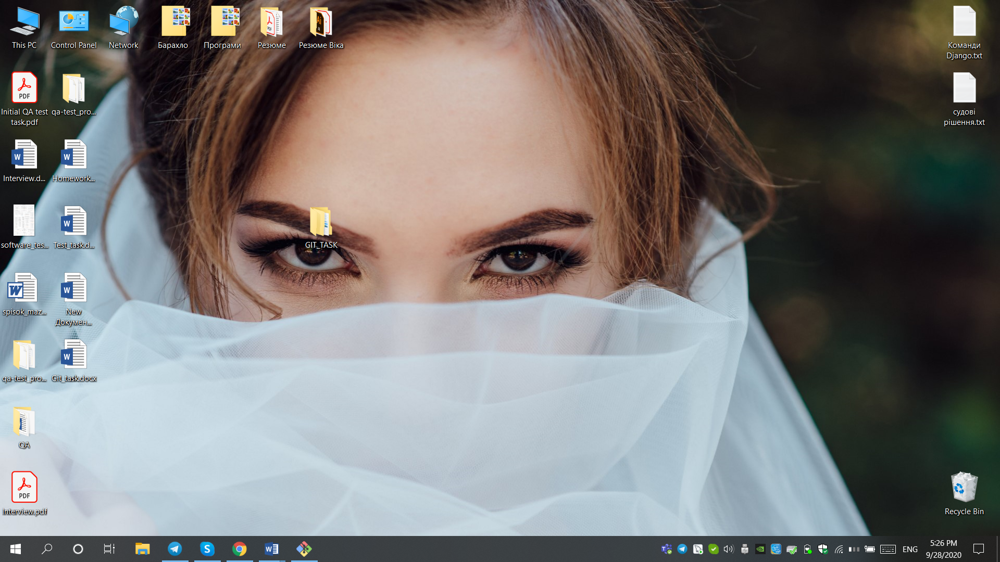 This PC
Control Panel
Network
Барахло
Програми
Резюме
Резюме Віка
Команди
Django.txt
PDF
Initial QA test
task.pdf
qa-test_pro...
судові
рішення.txt
Interview.d...
Homework...
software_tes...
Test_task.d...
GIT_TASK
spisok_maz...
New
Докумен...
qa-test_pro...
Git_task.docx
QA
PDF
Interview.pdf
Recycle Bin
ENG
5:26 PM
9/28/2020